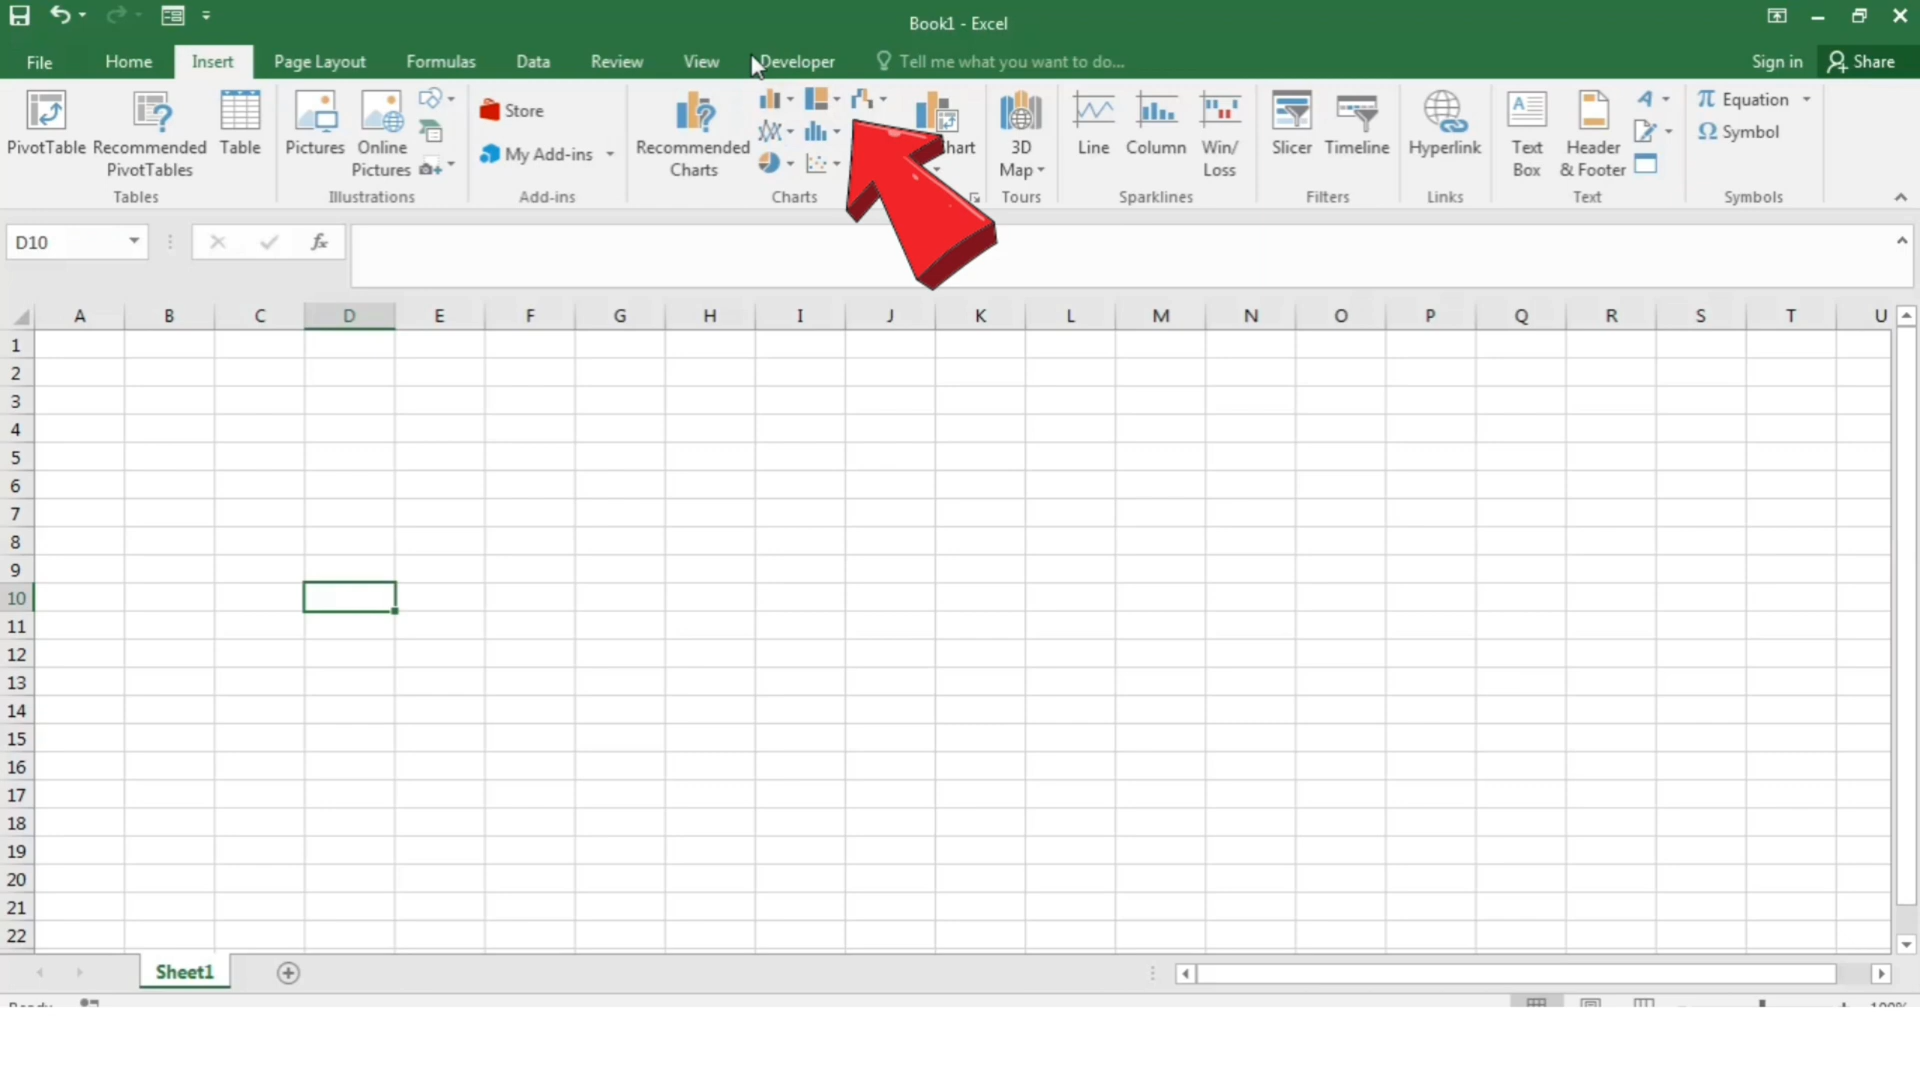 Book1 - Excel
File Home Insert Page Layout Formulas Data Review View Developer Tell me what you want to do... Sign in Share
PivotTable Recommended PivotTables Table
Tables
Pictures Online Pictures
Illustrations
Store
My Add-ins
Add-ins
Recommended Charts
Charts
3D Map
Tours
Line Column Win/ Loss
Sparklines
Slicer Timeline
Filters
Hyperlink
Links
Text Box Header & Footer
Text
π Equation
Ω Symbol
Symbols
D10
fx
A B C D E F G H I J K L M N O P Q R S T U
1
2
3
4
5
6
7
8
9
10
11
12
13
14
15
16
17
18
19
20
21
22
Sheet1